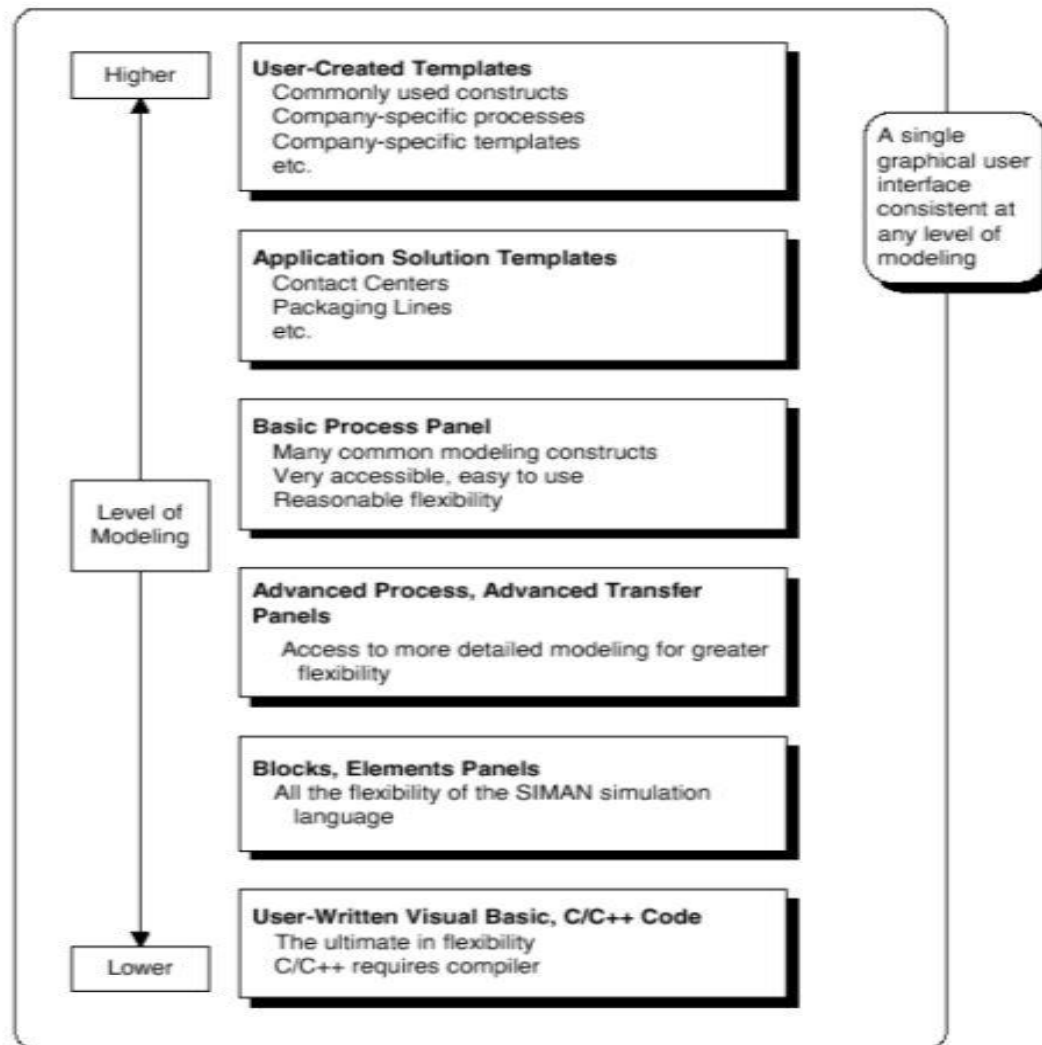 Higher
User-Created Templates
Commonly used constructs
Company-specific processes
Company-specific templates
etc.
A single
graphical user
interface
consistent at
any level of
modeling
Application Solution Templates
Contact Centers
Packaging Lines
etc.
Basic Process Panel
Many common modeling constructs
Very accessible, easy to use
Reasonable flexibility
Level of
Modeling
Advanced Process, Advanced Transfer
Panels
Access to more detailed modeling for greater
flexibility
Blocks, Elements Panels
All the flexibility of the SIMAN simulation
language
User-Written Visual Basic, C/C++ Code
The ultimate in flexibility
C/C++ requires compiler
Lower